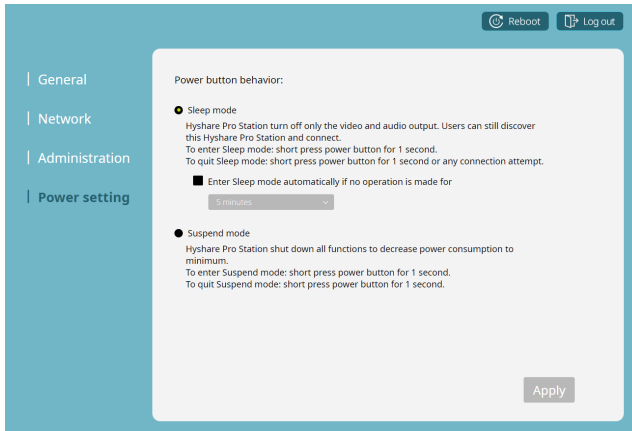 Reboot
Log out
General
Network
Administration
Power setting
Power button behavior:
Sleep mode
Hyshare Pro Station turn off only the video and audio output. Users can still discover
this Hyshare Pro Station and connect.
To enter Sleep mode: short press power button for 1 second.
To quit Sleep mode: short press power button for 1 second or any connection attempt.
Enter Sleep mode automatically if no operation is made for
5 minutes
Suspend mode
Hyshare Pro Station shut down all functions to decrease power consumption to
minimum.
To enter Suspend mode: short press power button for 1 second.
To quit Suspend mode: short press power button for 1 second.
Apply